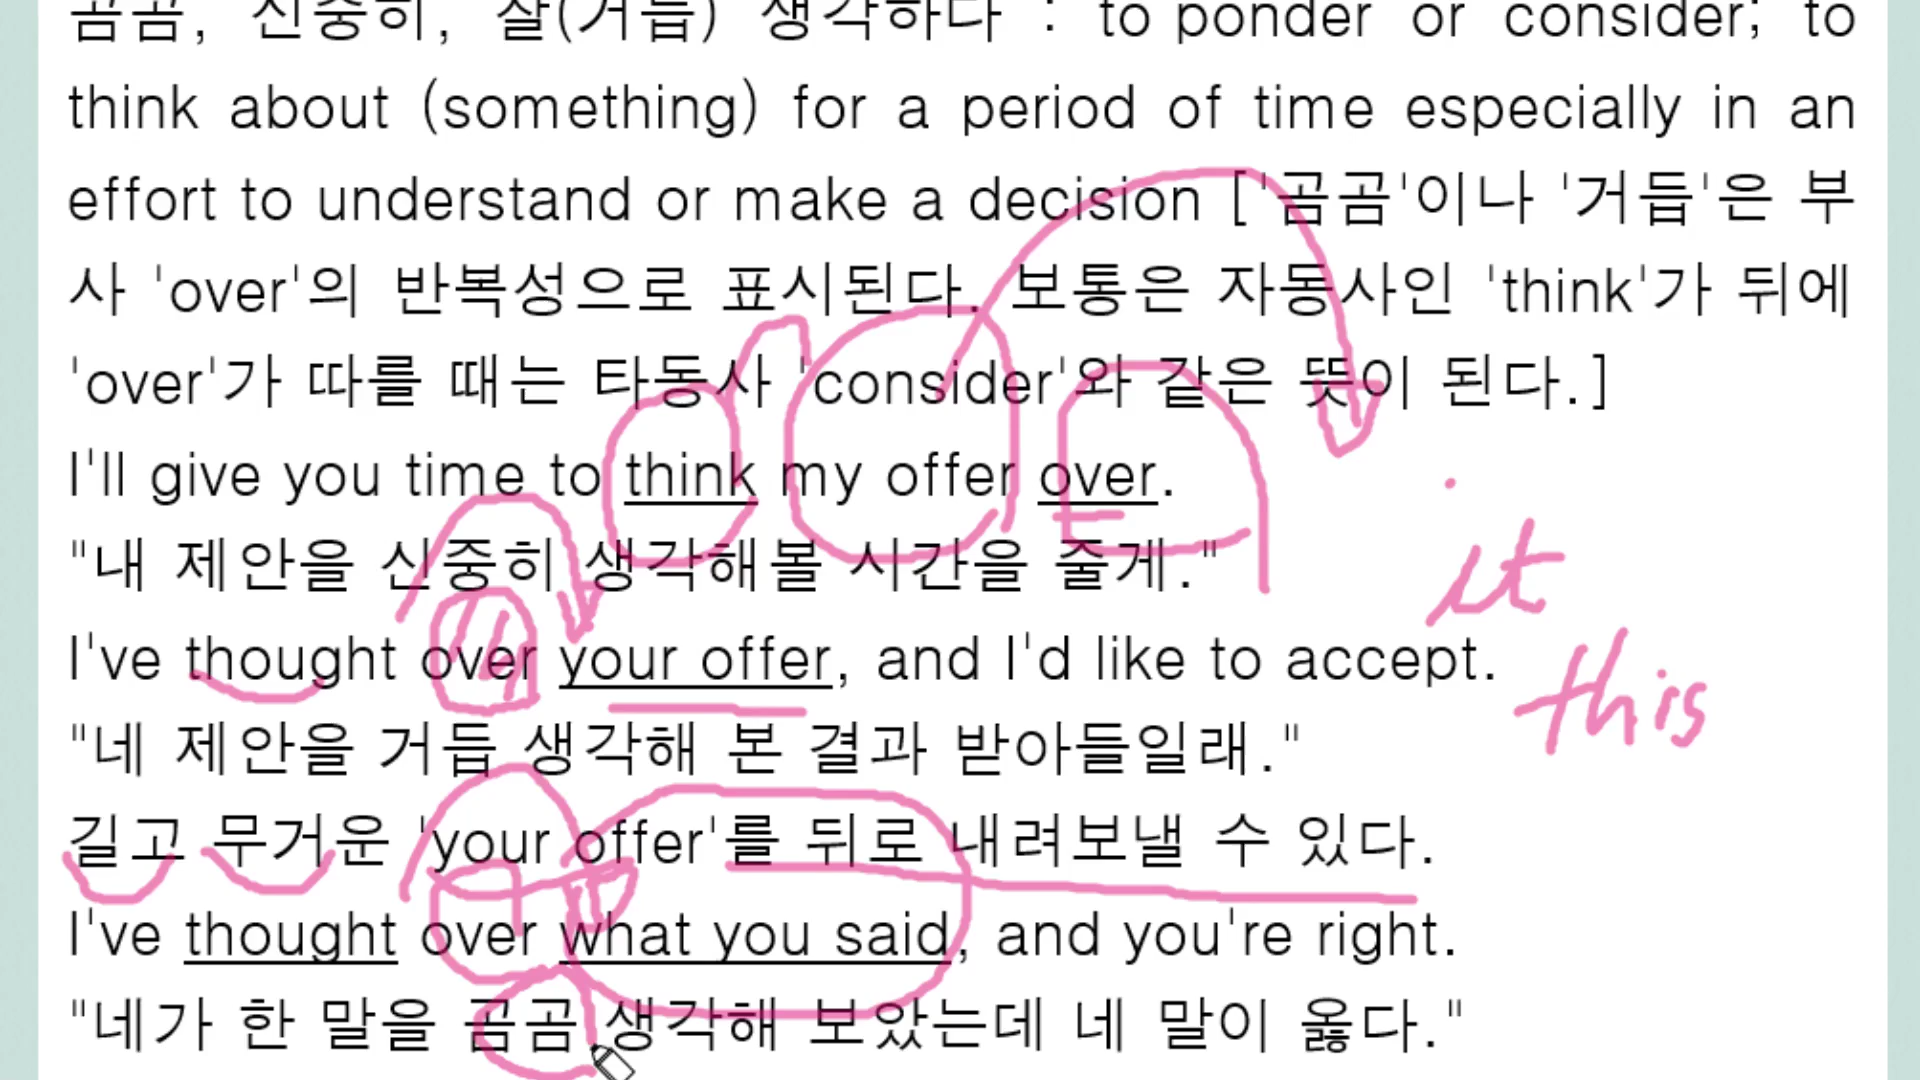 곰곰, 신중히, 잘(거듭) 생각하다 : to ponder or consider; to
think about (something) for a period of time especially in an
effort to understand or make a decision ['곰곰'이나 '거듭'은 부
사 'over'의 반복성으로 표시된다. 보통은 자동사인 'think'가 뒤에
'over'가 따를 때는 타동사 'consider'와 같은 뜻이 된다.]
I'll give you time to think my offer over.
"내 제안을 신중히 생각해볼 시간을 줄게."
it
I've thought over your offer, and I'd like to accept.
this
"네 제안을 거듭 생각해 본 결과 받아들일래."
길고 무거운 'your offer'를 뒤로 내려보낼 수 있다.
I've thought over what you said, and you're right.
"네가 한 말을 곰곰 생각해 보았는데 네 말이 옳다."